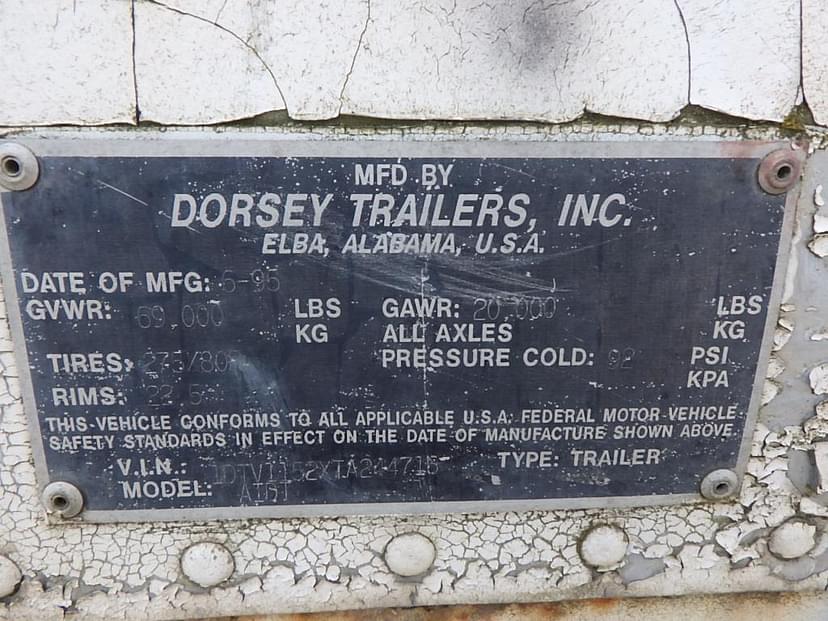 MFD BY
DORSEY TRAILERS, INC.
ELBA, ALABAMA, U.S.A.
DATE OF MFG: 6-95
GVWR: 69,000 LBS GAWR: 20,000 LBS
KG ALL AXLES KG
TIRES: PRESSURE COLD: PSI
KPA
RIMS: 22.5
THIS VEHICLE CONFORMS TO ALL APPLICABLE U.S.A. FEDERAL MOTOR VEHICLE
SAFETY STANDARDS IN EFFECT ON THE DATE OF MANUFACTURE SHOWN ABOVE
V.I.N.: TYPE: TRAILER
MODEL: